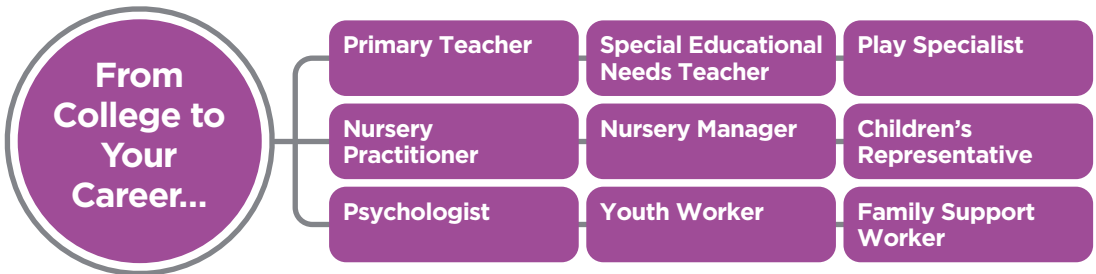 From
College to
Your
Career...
Primary Teacher
Special Educational
Needs Teacher
Play Specialist
Nursery
Practitioner
Nursery Manager
Children's
Representative
Psychologist
Youth Worker
Family Support
Worker